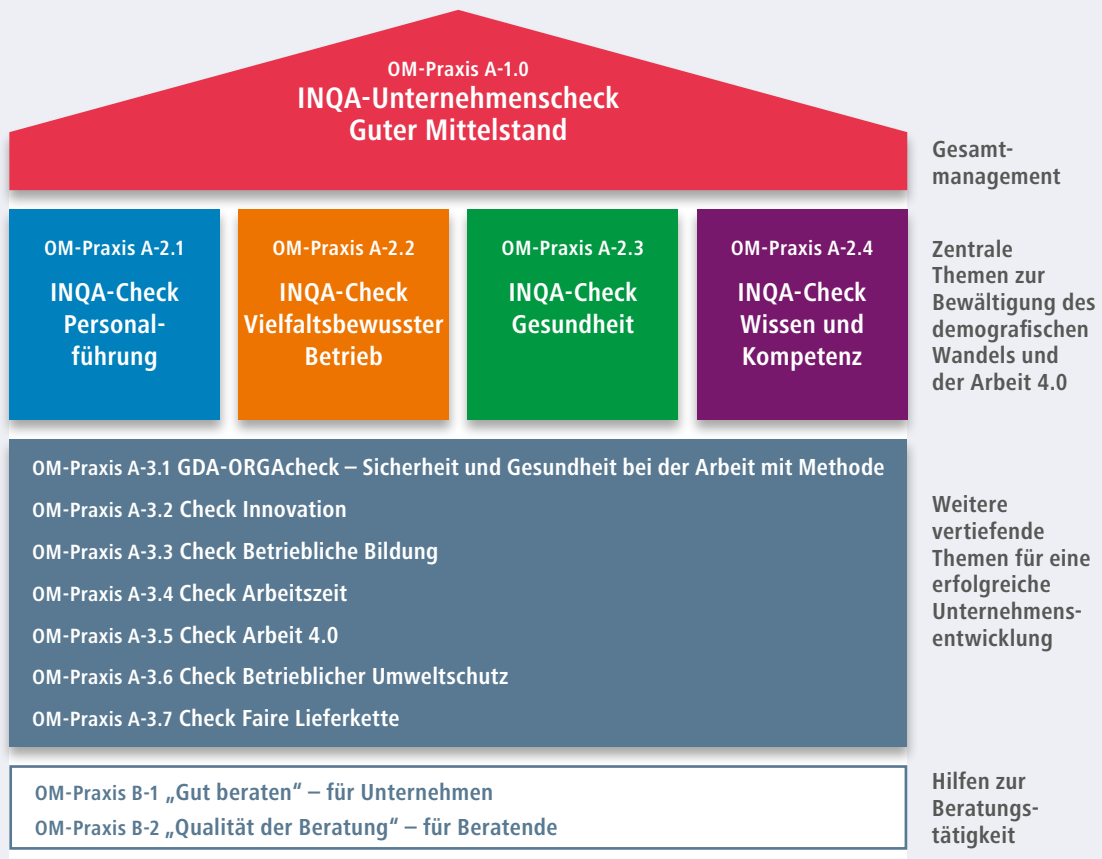 OM-Praxis A-1.0
INQA-Unternehmenscheck
Guter Mittelstand
Gesamt-
management
OM-Praxis A-2.1
INQA-Check
Personal-
führung
OM-Praxis A-2.2
INQA-Check
Vielfaltsbewusster
Betrieb
OM-Praxis A-2.3
INQA-Check
Gesundheit
OM-Praxis A-2.4
INQA-Check
Wissen und
Kompetenz
Zentrale
Themen zur
Bewältigung des
demografischen
Wandels und
der Arbeit 4.0
OM-Praxis A-3.1 GDA-ORGAcheck – Sicherheit und Gesundheit bei der Arbeit mit Methode
OM-Praxis A-3.2 Check Innovation
OM-Praxis A-3.3 Check Betriebliche Bildung
OM-Praxis A-3.4 Check Arbeitszeit
OM-Praxis A-3.5 Check Arbeit 4.0
OM-Praxis A-3.6 Check Betrieblicher Umweltschutz
OM-Praxis A-3.7 Check Faire Lieferkette
Weitere
vertiefende
Themen für eine
erfolgreiche
Unternehmens-
entwicklung
OM-Praxis B-1 „Gut beraten“ – für Unternehmen
OM-Praxis B-2 „Qualität der Beratung“ – für Beratende
Hilfen zur
Beratungs-
tätigkeit